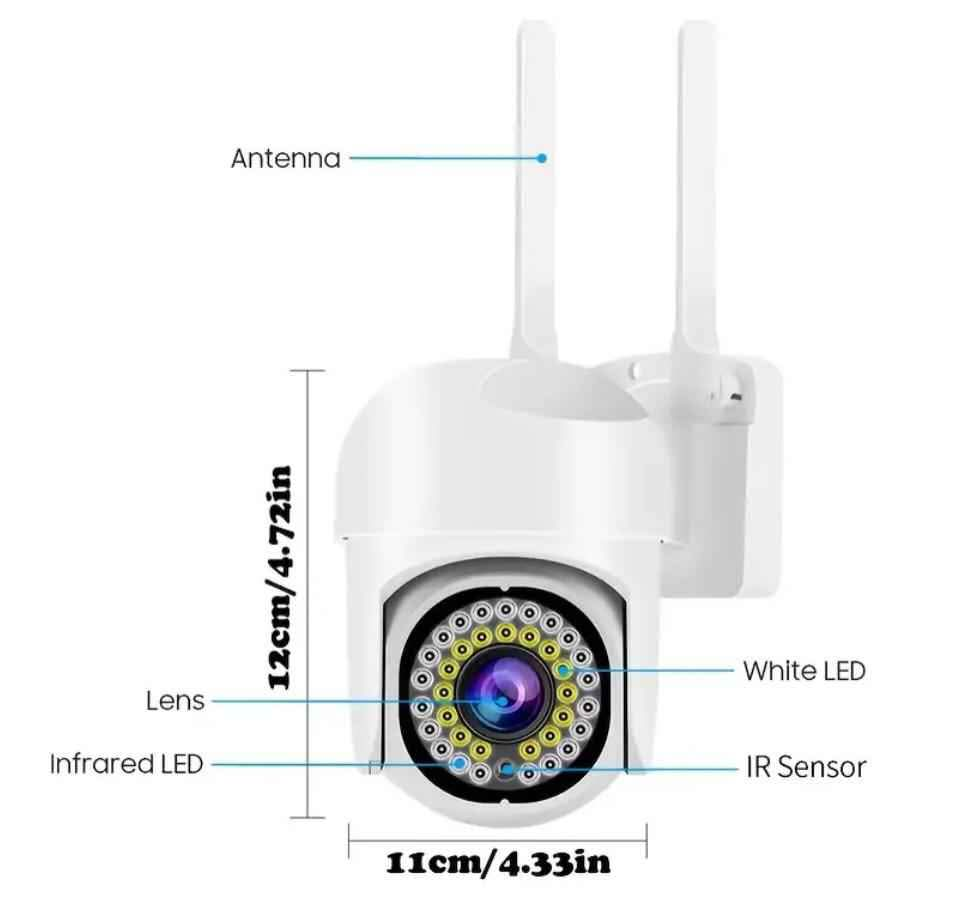 Antenna
12cm/4.72in
White LED
Lens
Infrared LED
IR Sensor
11cm/4.33in